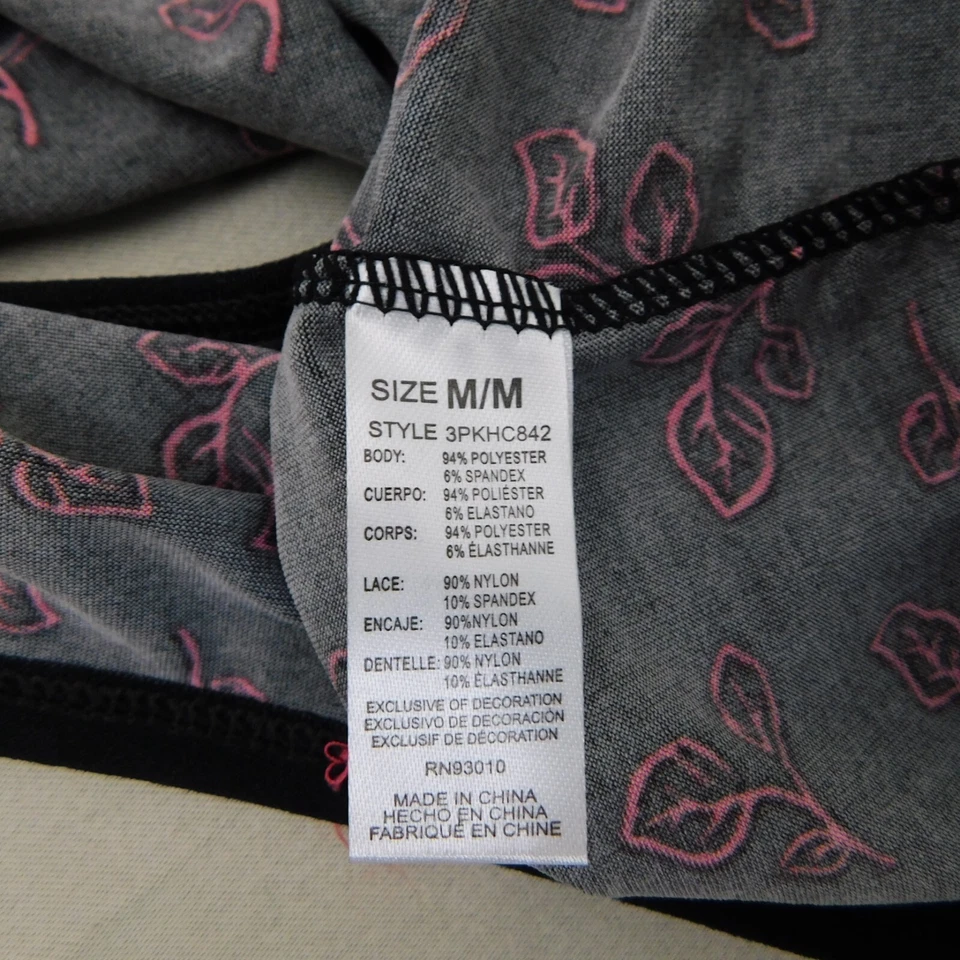 SIZE M/M
STYLE 3PKHC842
BODY: 94% POLYESTER
6% SPANDEX
CUERPO: 94% POLIÉSTER
6% ELASTANO
CORPS: 94% POLYESTER
6% ÉLASTHANNE
LACE: 90% NYLON
10% SPANDEX
ENCAJE: 90%NYLON
10% ELASTANO
DENTELLE: 90% NYLON
10% ÉLASTHANNE
EXCLUSIVE OF DECORATION
EXCLUSIVO DE DECORACIÓN
EXCLUSIF DE DÉCORATION
RN93010
MADE IN CHINA
HECHO EN CHINA
FABRIQUÉ EN CHINE